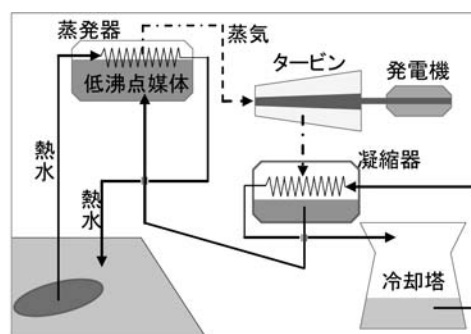 蒸発器
蒸気
タービン
発電機
低沸点媒体
熱水
熱水
凝縮器
冷却塔